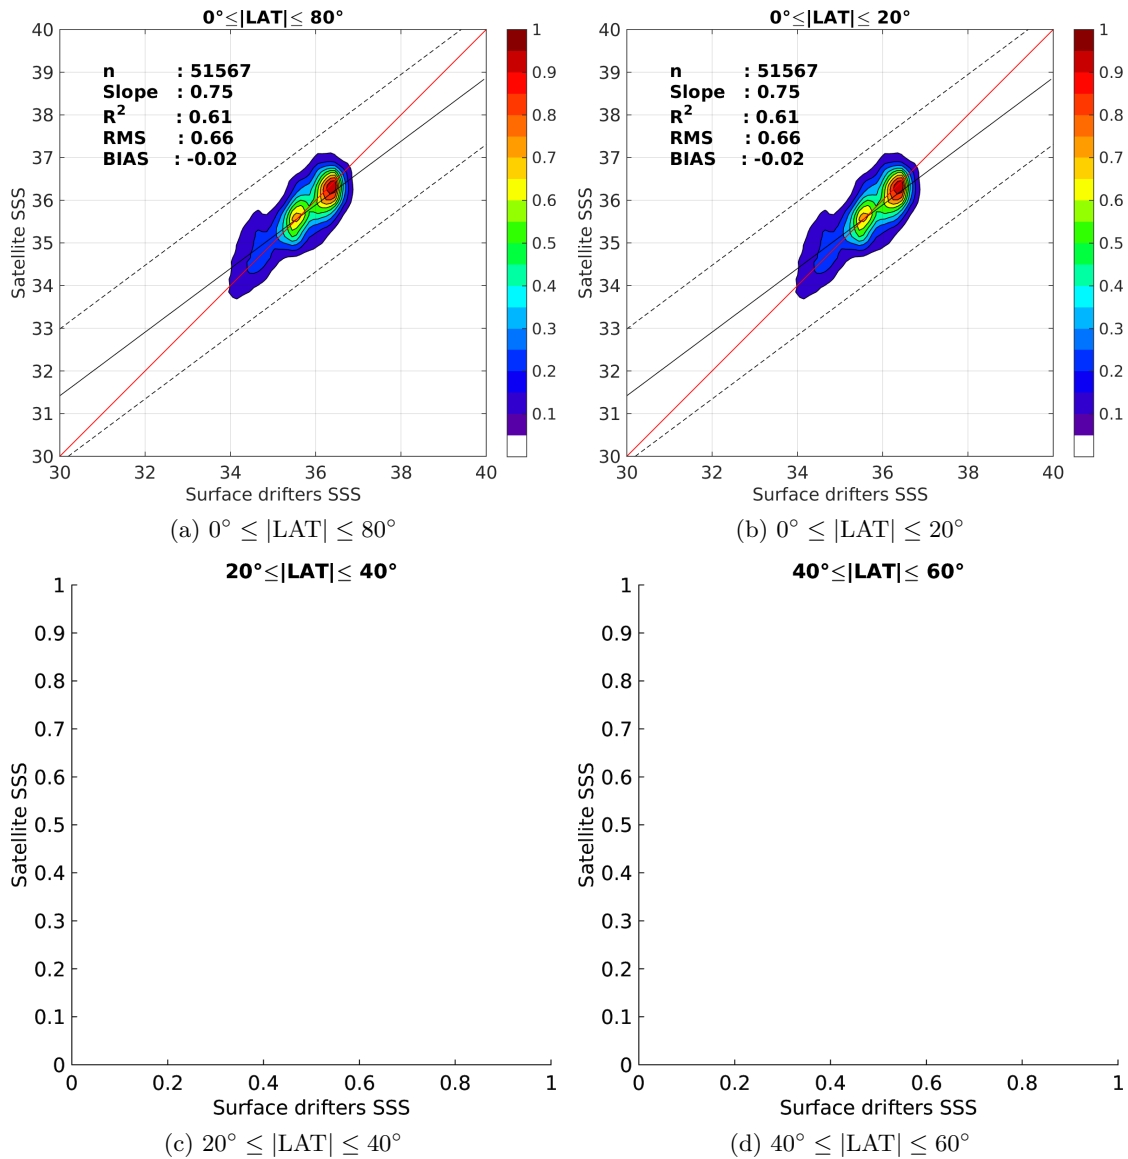 0°≤|LAT|≤ 80°
40
39
38
37
36
35
34
33
32
31
30
Satellite SSS
n : 51567
Slope : 0.75
R² : 0.61
RMS : 0.66
BIAS : -0.02
30 32 34 36 38 40
Surface drifters SSS
1
0.9
0.8
0.7
0.6
0.5
0.4
0.3
0.2
0.1
(a) 0° ≤ |LAT| ≤ 80°
0°≤|LAT|≤ 20°
40
39
38
37
36
35
34
33
32
31
30
Satellite SSS
n : 51567
Slope : 0.75
R² : 0.61
RMS : 0.66
BIAS : -0.02
30 32 34 36 38 40
Surface drifters SSS
1
0.9
0.8
0.7
0.6
0.5
0.4
0.3
0.2
0.1
(b) 0° ≤ |LAT| ≤ 20°
20°≤|LAT|≤ 40°
1
0.9
0.8
0.7
0.6
0.5
0.4
0.3
0.2
0.1
0
Satellite SSS
0 0.2 0.4 0.6 0.8 1
Surface drifters SSS
(c) 20° ≤ |LAT| ≤ 40°
40°≤|LAT|≤ 60°
1
0.9
0.8
0.7
0.6
0.5
0.4
0.3
0.2
0.1
0
Satellite SSS
0 0.2 0.4 0.6 0.8 1
Surface drifters SSS
(d) 40° ≤ |LAT| ≤ 60°